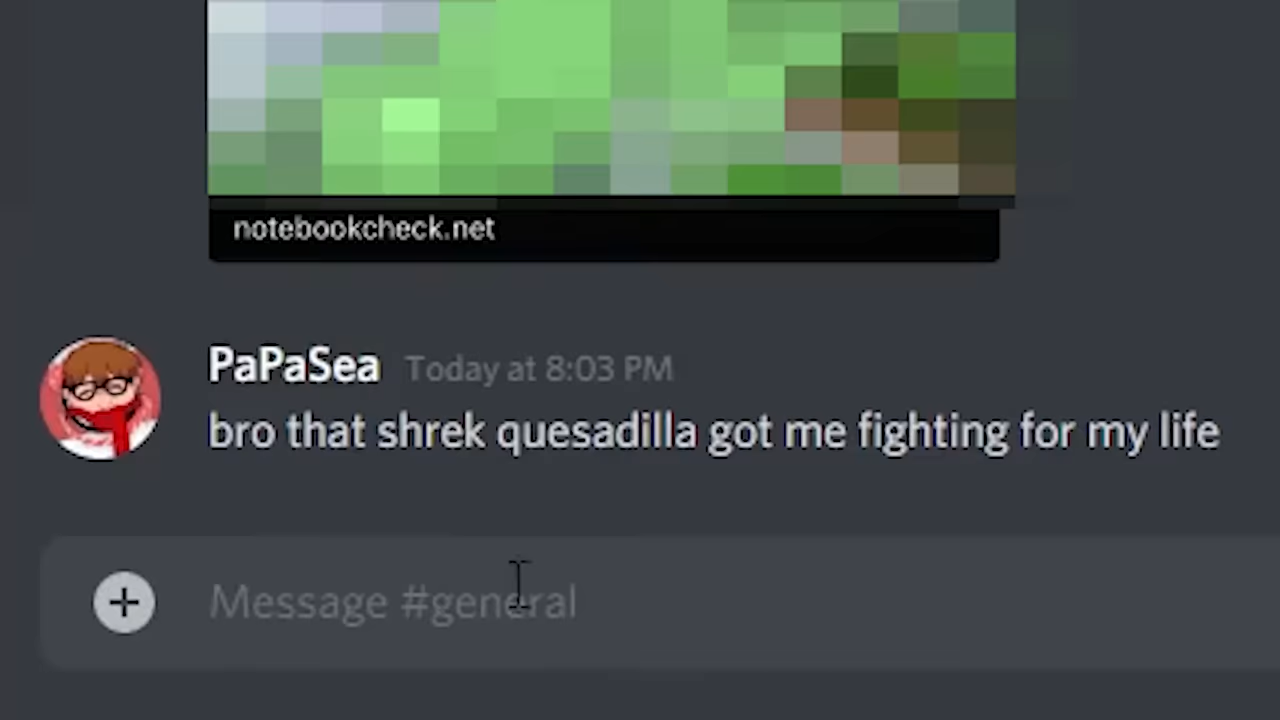 notebookcheck.net
PaPaSea Today at 8:03 PM
bro that shrek quesadilla got me fighting for my life
Message #general